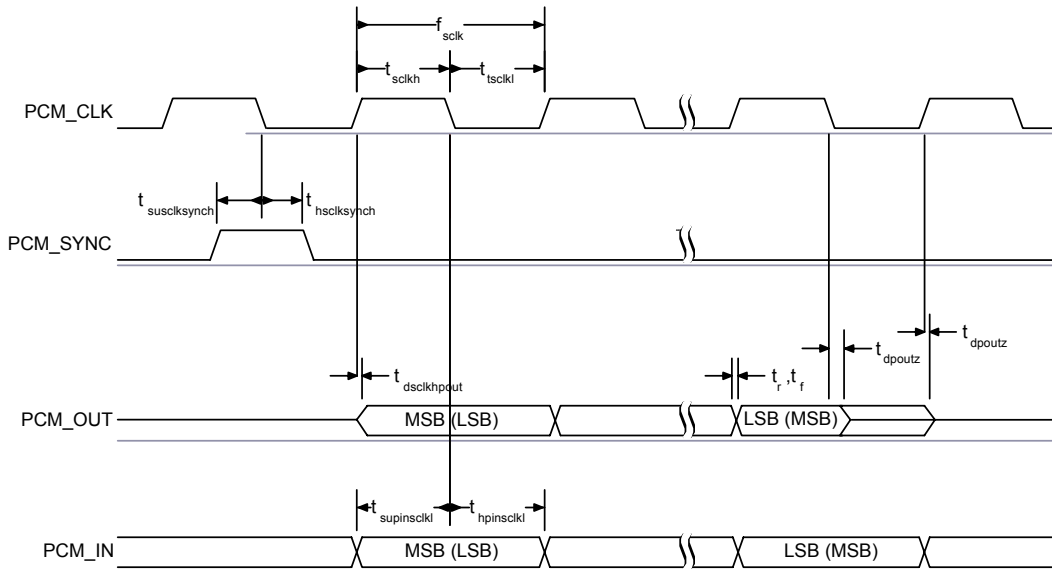 f sclk
t sclkh
t tsclkl
PCM_CLK
t susclksynch
t hsclksynch
PCM_SYNC
t dsclkhpout
t r ,t f
t dpoutz
t dpoutz
PCM_OUT
MSB (LSB)
LSB (MSB)
t supinsclkl
t hpinsclkl
PCM_IN
MSB (LSB)
LSB (MSB)